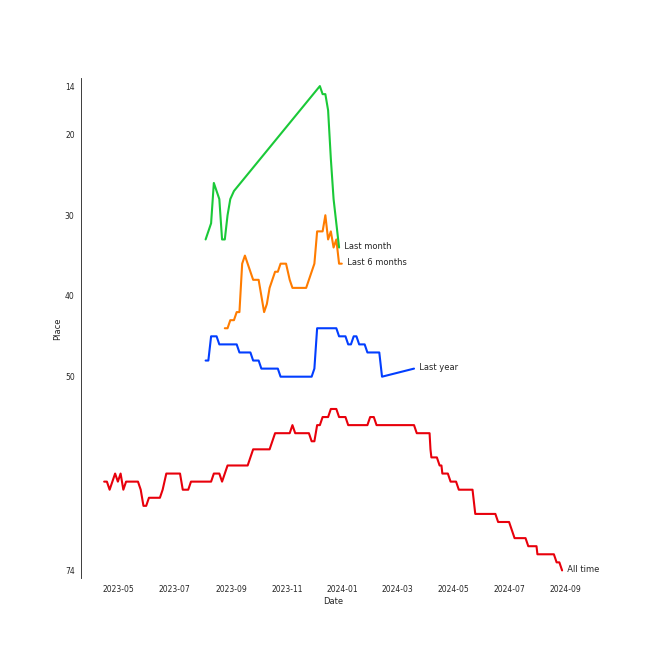 14
20
30
Last month
Last 6 months
40
Place
Last year
50
74
All time
2023-05
2023-07
2023-09
2023-11
2024-01
2024-03
2024-05
2024-07
2024-09
Date